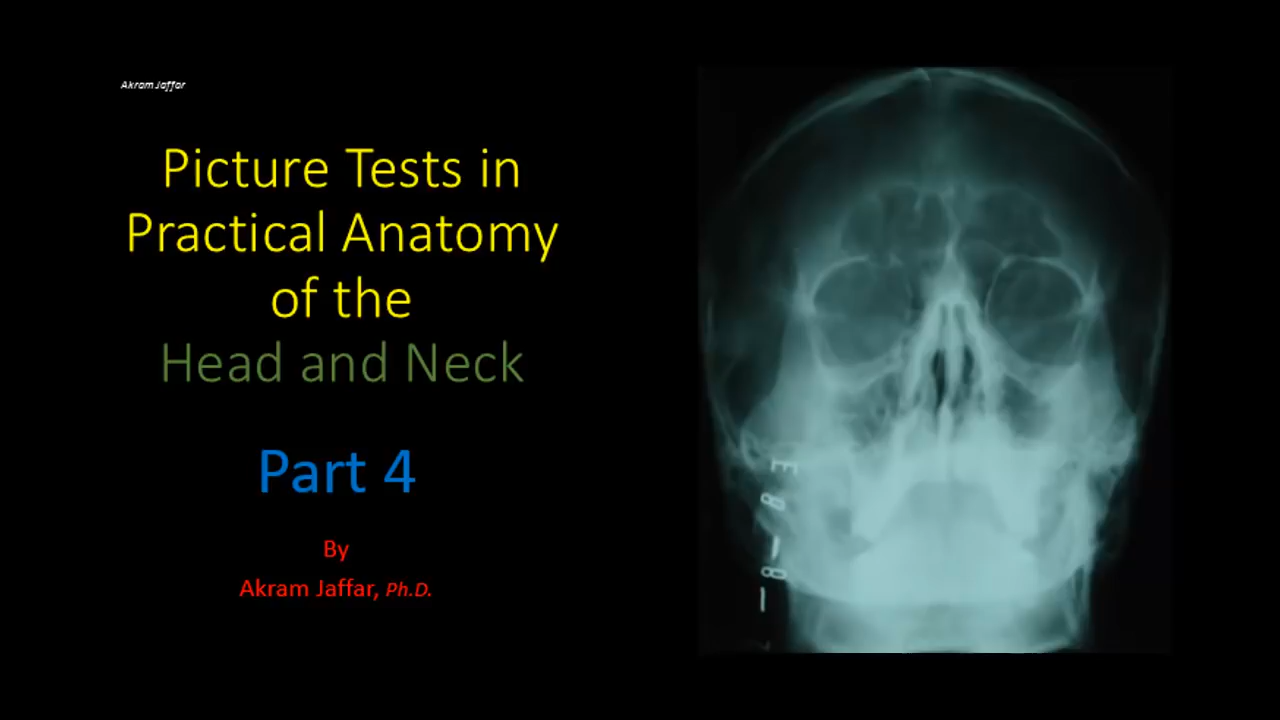 Akram Jaffar
Picture Tests in
Practical Anatomy
of the
Head and Neck
Part 4
By
Akram Jaffar, Ph.D.